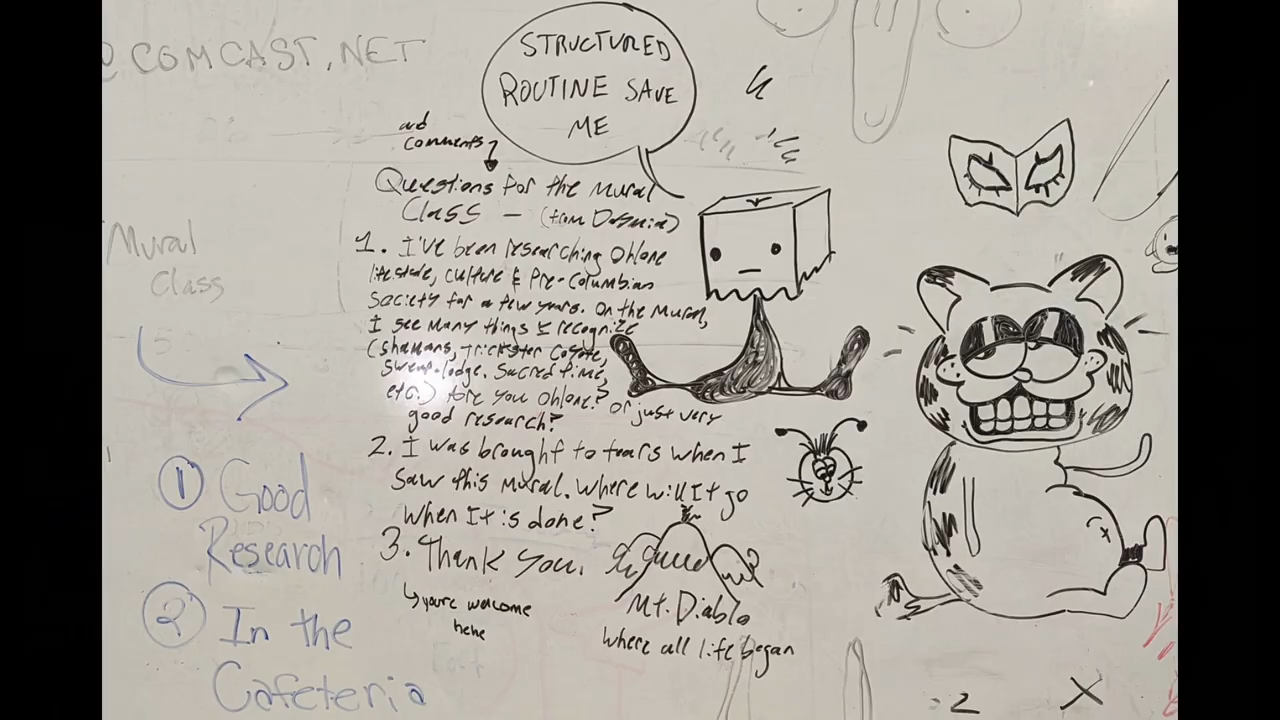 @COMCAST.NET
STRUCTURED
ROUTINE SAVE
ME
and
comments
Questions for the Mural
Class — (from
1. I've been researching Ohlone
lifestyle, culture & Pre-Columbian
Society for a few years. On the Mural,
I see many things I recognize
(shamans, trickster Coyote,
lodge. Sacred time,
etc.) Are you Ohlone? Or just very
good research?
2. I was brought to tears when I
saw this mural. Where will It go
when It is done?
3. Thank you.
↳ you're welcome
hehe
Mt. Diablo
where all life began
Mural
Class
1 Good
Research
2 In the
Cafeteria